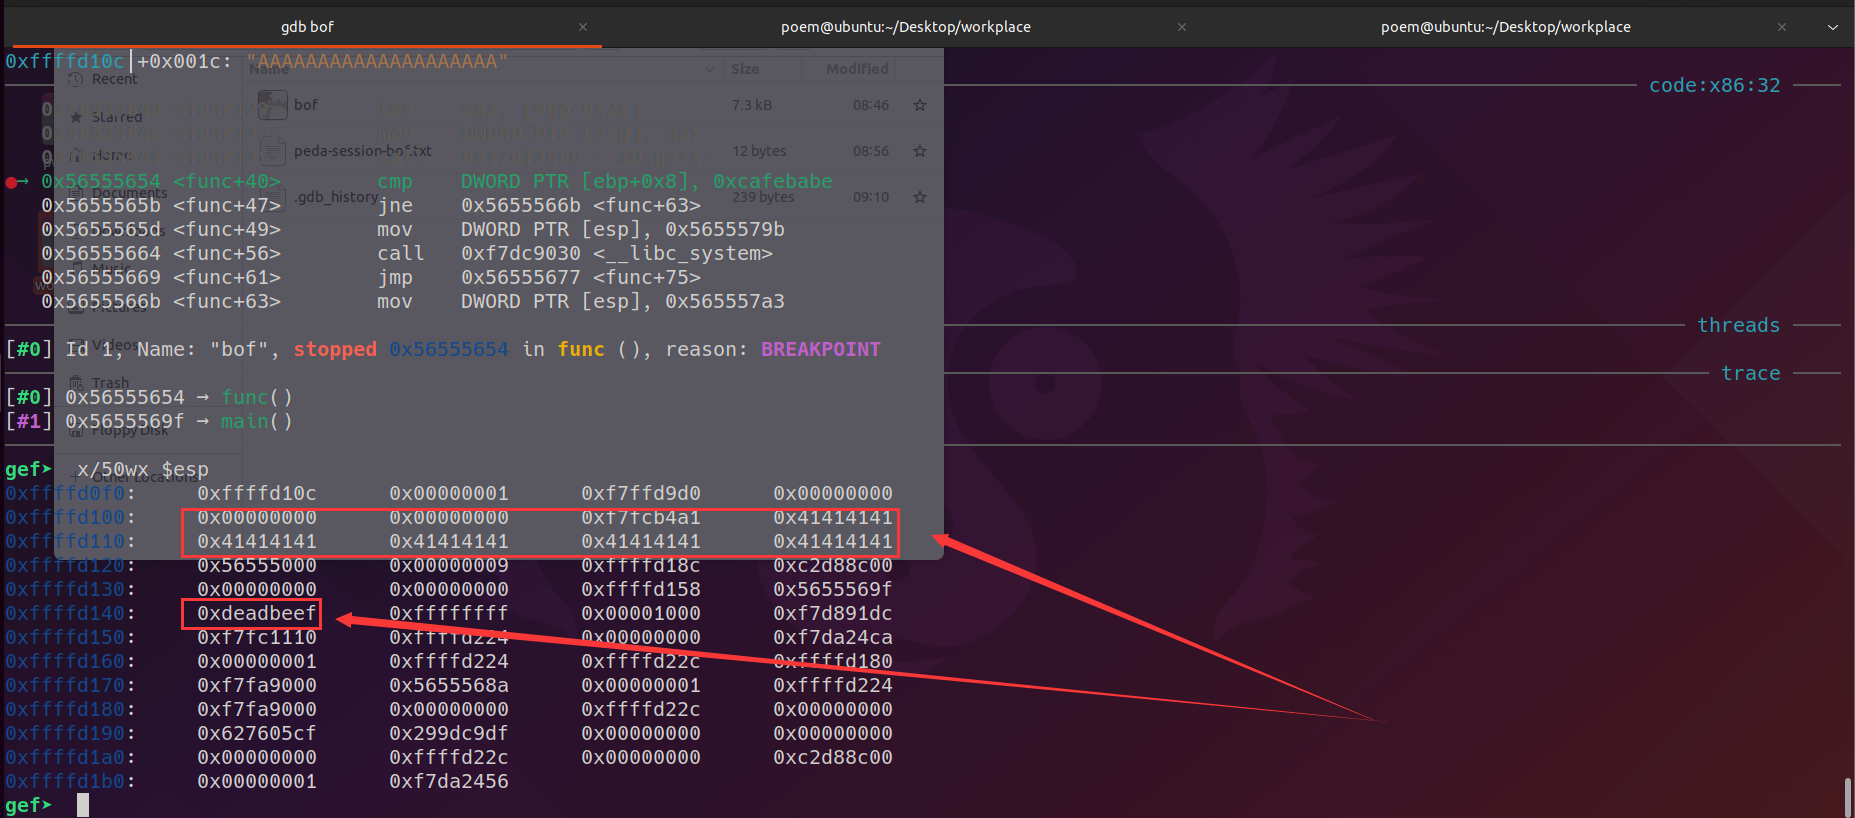 gdb bof × poem@ubuntu:~/Desktop/workplace × poem@ubuntu:~/Desktop/workplace ×
0xffffd10c│+0x001c: "AAAAAAAAAAAAAAAAAAAA"
Name Size Modified
Recent
code:x86:32
bof 7.3 kB 08:46
Starred
Home
peda-session-bof.txt 12 bytes 08:56
→ 0x56555654 <func+40> cmp DWORD PTR [ebp+0x8], 0xcafebabe
Documents
.gdb_history 239 bytes 09:10
0x5655565b <func+47> jne 0x5655566b <func+63>
0x5655565d <func+49> mov DWORD PTR [esp], 0x5655579b
0x56555664 <func+56> call 0xf7dc9030 <__libc_system>
Music
0x56555669 <func+61> jmp 0x56555677 <func+75>
0x5655566b <func+63> mov DWORD PTR [esp], 0x565557a3
Pictures
threads
[#0] Id 1, Name: "bof", stopped 0x56555654 in func (), reason: BREAKPOINT
Videos
trace
Trash
[#0] 0x56555654 → func()
[#1] 0x5655569f → main()
Floppy Disk
gef➤ x/50wx $esp
+ Other Locations
0xffffd0f0: 0xffffd10c 0x00000001 0xf7ffd9d0 0x00000000
0xffffd100: 0x00000000 0x00000000 0xf7fcb4a1 0x41414141
0xffffd110: 0x41414141 0x41414141 0x41414141 0x41414141
0xffffd120: 0x56555000 0x00000009 0xffffd18c 0xc2d88c00
0xffffd130: 0x00000000 0x00000000 0xffffd158 0x5655569f
0xffffd140: 0xdeadbeef 0xffffffff 0x00001000 0xf7d891dc
0xffffd150: 0xf7fc1110 0xffffd224 0x00000000 0xf7da24ca
0xffffd160: 0x00000001 0xffffd224 0xffffd22c 0xffffd180
0xffffd170: 0xf7fa9000 0x5655568a 0x00000001 0xffffd224
0xffffd180: 0xf7fa9000 0x00000000 0xffffd22c 0x00000000
0xffffd190: 0x627605cf 0x299dc9df 0x00000000 0x00000000
0xffffd1a0: 0x00000000 0xffffd22c 0x00000000 0xc2d88c00
0xffffd1b0: 0x00000001 0xf7da2456
gef➤